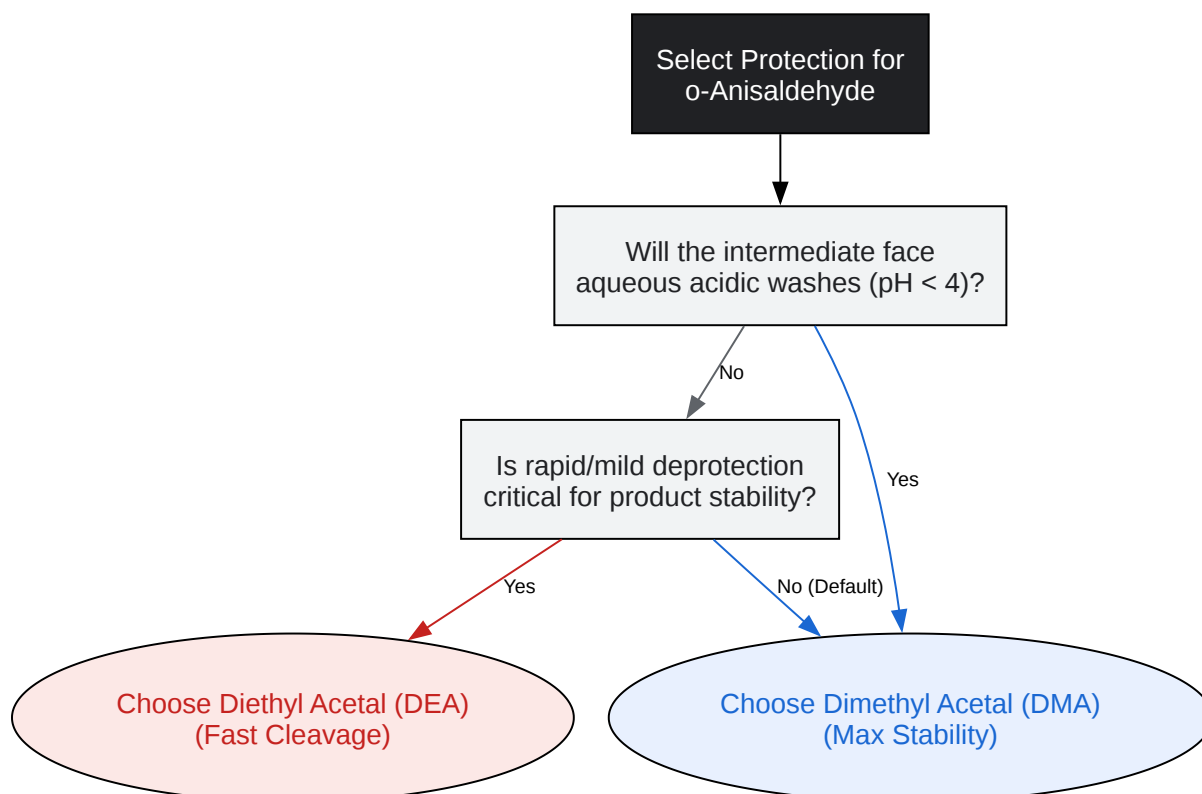 Select Protection for
o-Anisaldehyde
Will the intermediate face
aqueous acidic washes (pH < 4)?
No
Yes
Is rapid/mild deprotection
critical for product stability?
Yes
No (Default)
Choose Diethyl Acetal (DEA)
(Fast Cleavage)
Choose Dimethyl Acetal (DMA)
(Max Stability)